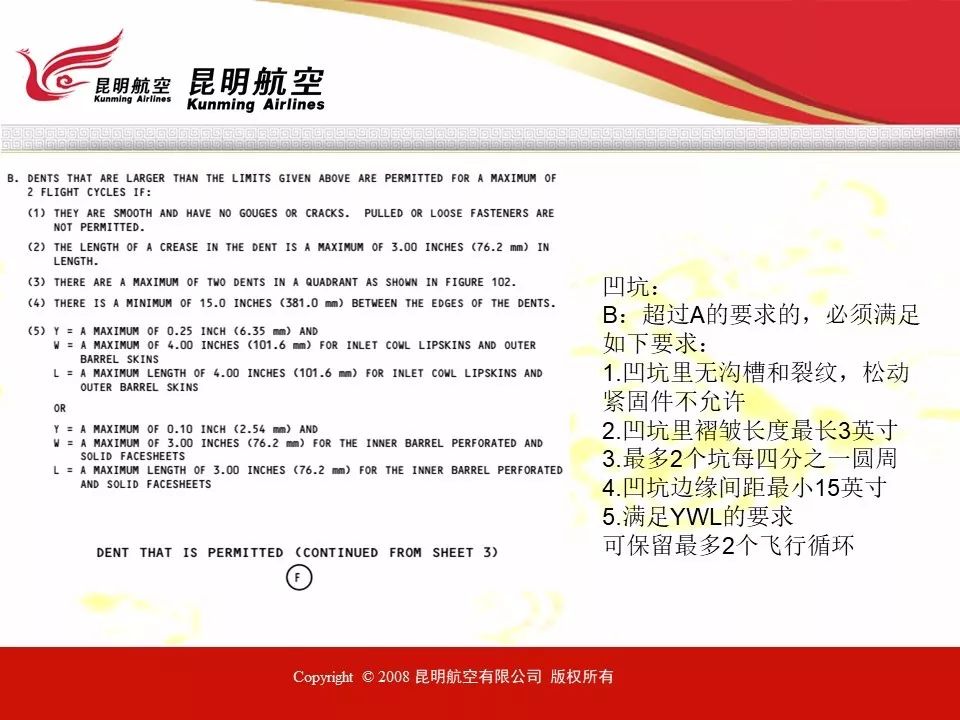 昆明航空
Kunming Airlines
昆明航空
Kunming Airlines
B. DENTS THAT ARE LARGER THAN THE LIMITS GIVEN ABOVE ARE PERMITTED FOR A MAXIMUM OF
2 FLIGHT CYCLES IF:
(1) THEY ARE SMOOTH AND HAVE NO GOUGES OR CRACKS. PULLED OR LOOSE FASTENERS ARE
NOT PERMITTED.
(2) THE LENGTH OF A CREASE IN THE DENT IS A MAXIMUM OF 3.00 INCHES (76.2 mm) IN
LENGTH.
(3) THERE ARE A MAXIMUM OF TWO DENTS IN A QUADRANT AS SHOWN IN FIGURE 102.
(4) THERE IS A MINIMUM OF 15.0 INCHES (381.0 mm) BETWEEN THE EDGES OF THE DENTS.
(5) Y = A MAXIMUM OF 0.25 INCH (6.35 mm) AND
W = A MAXIMUM OF 4.00 INCHES (101.6 mm) FOR INLET COWL LIPSKINS AND OUTER
BARREL SKINS
L = A MAXIMUM LENGTH OF 4.00 INCHES (101.6 mm) FOR INLET COWL LIPSKINS AND
OUTER BARREL SKINS
OR
Y = A MAXIMUM OF 0.10 INCH (2.54 mm) AND
W = A MAXIMUM OF 3.00 INCHES (76.2 mm) FOR THE INNER BARREL PERFORATED AND
SOLID FACESHEETS
L = A MAXIMUM LENGTH OF 3.00 INCHES (76.2 mm) FOR THE INNER BARREL PERFORATED
AND SOLID FACESHEETS
DENT THAT IS PERMITTED (CONTINUED FROM SHEET 3)
F
凹坑：
B：超过A的要求的，必须满足
如下要求：
1.凹坑里无沟槽和裂纹，松动
紧固件不允许
2.凹坑里褶皱长度最长3英寸
3.最多2个坑每四分之一圆周
4.凹坑边缘间距最小15英寸
5.满足YWL的要求
可保留最多2个飞行循环
Copyright © 2008 昆明航空有限公司 版权所有